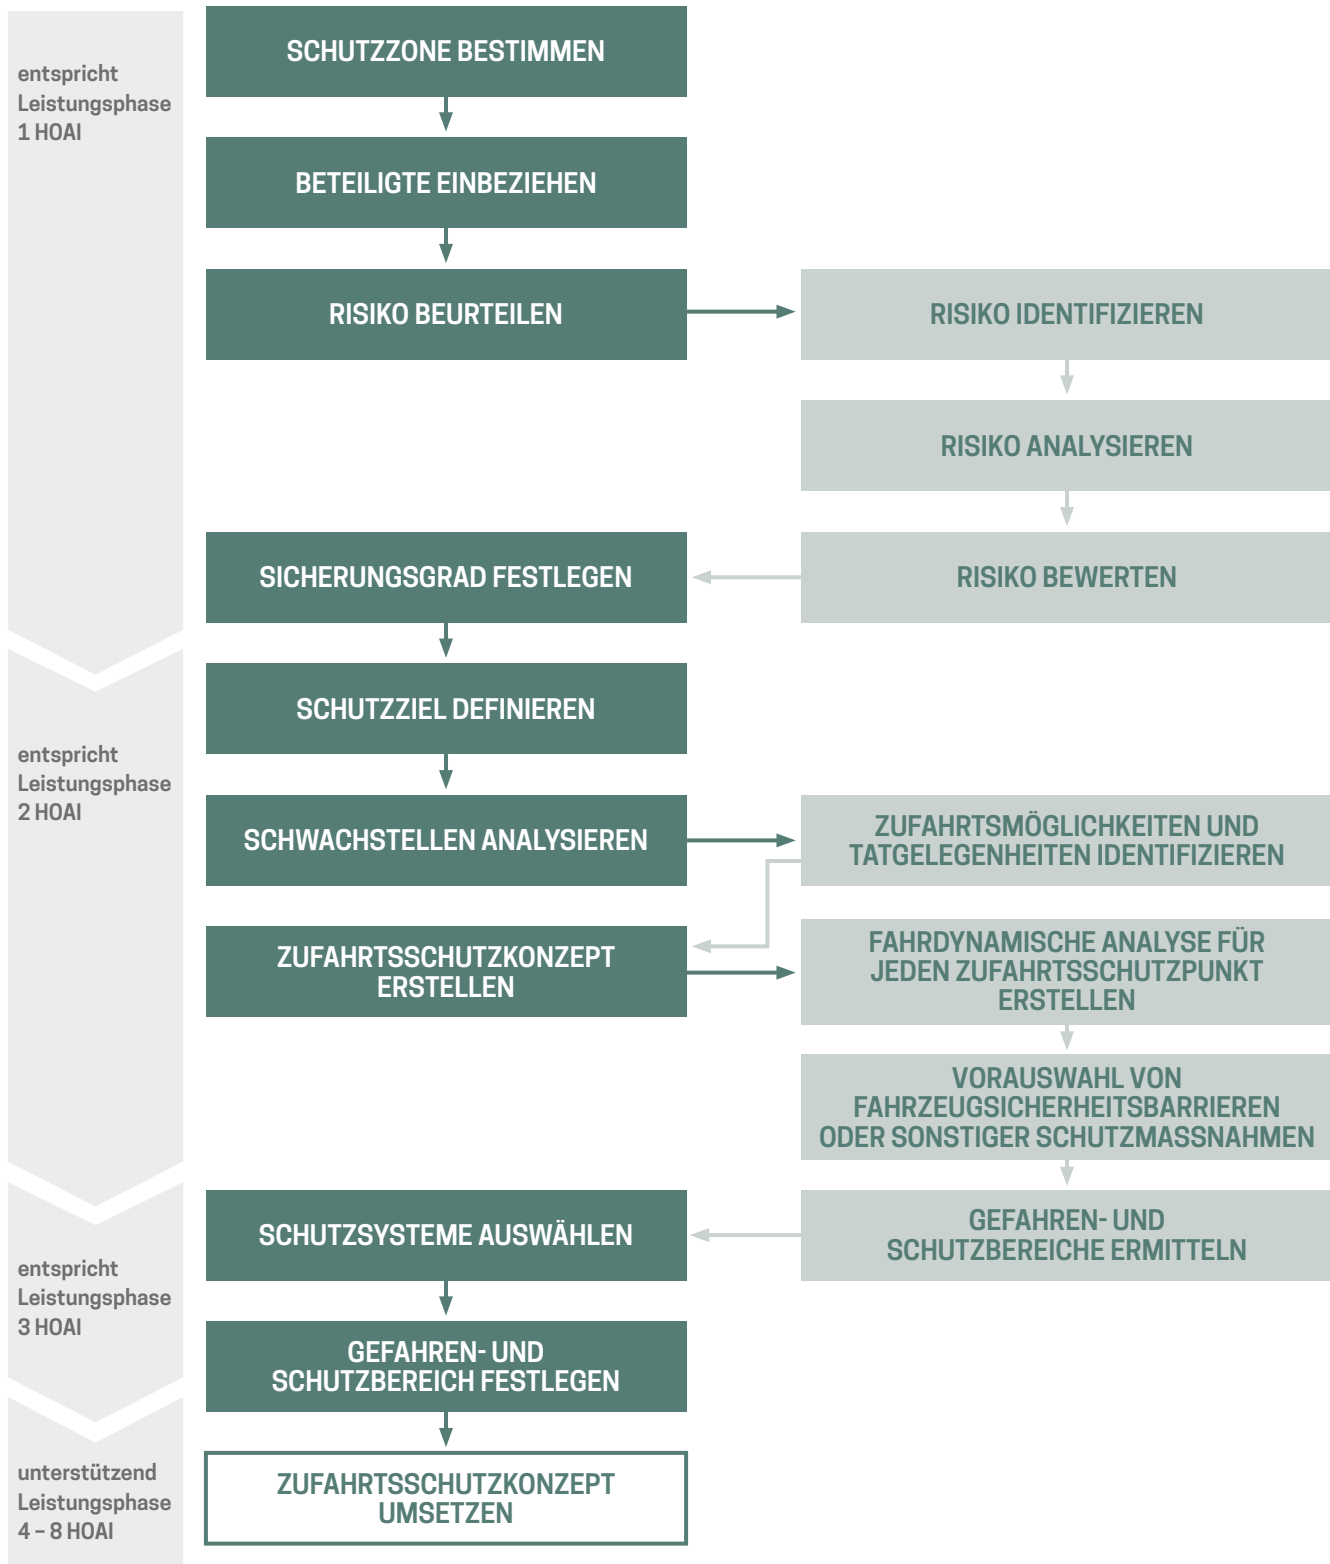 entspricht
Leistungsphase
1 HOAI
SCHUTZZONE BESTIMMEN
BETEILIGTE EINBEZIEHEN
RISIKO BEURTEILEN
RISIKO IDENTIFIZIEREN
RISIKO ANALYSIEREN
RISIKO BEWERTEN
SICHERUNGSGRAD FESTLEGEN
entspricht
Leistungsphase
2 HOAI
SCHUTZZIEL DEFINIEREN
SCHWACHSTELLEN ANALYSIEREN
ZUFAHRTSMÖGLICHKEITEN UND
TATGELEGENHEITEN IDENTIFIZIEREN
ZUFAHRTSSCHUTZKONZEPT
ERSTELLEN
FAHRDYNAMISCHE ANALYSE FÜR
JEDEN ZUFAHRTSSCHUTZPUNKT
ERSTELLEN
VORAUSWAHL VON
FAHRZEUGSICHERHEITSBARRIEREN
ODER SONSTIGER SCHUTZMASSNAHMEN
GEFAHREN- UND
SCHUTZBEREICHE ERMITTELN
entspricht
Leistungsphase
3 HOAI
SCHUTZSYSTEME AUSWÄHLEN
GEFAHREN- UND
SCHUTZBEREICH FESTLEGEN
unterstützend
Leistungsphase
4 – 8 HOAI
ZUFAHRTSSCHUTZKONZEPT
UMSETZEN